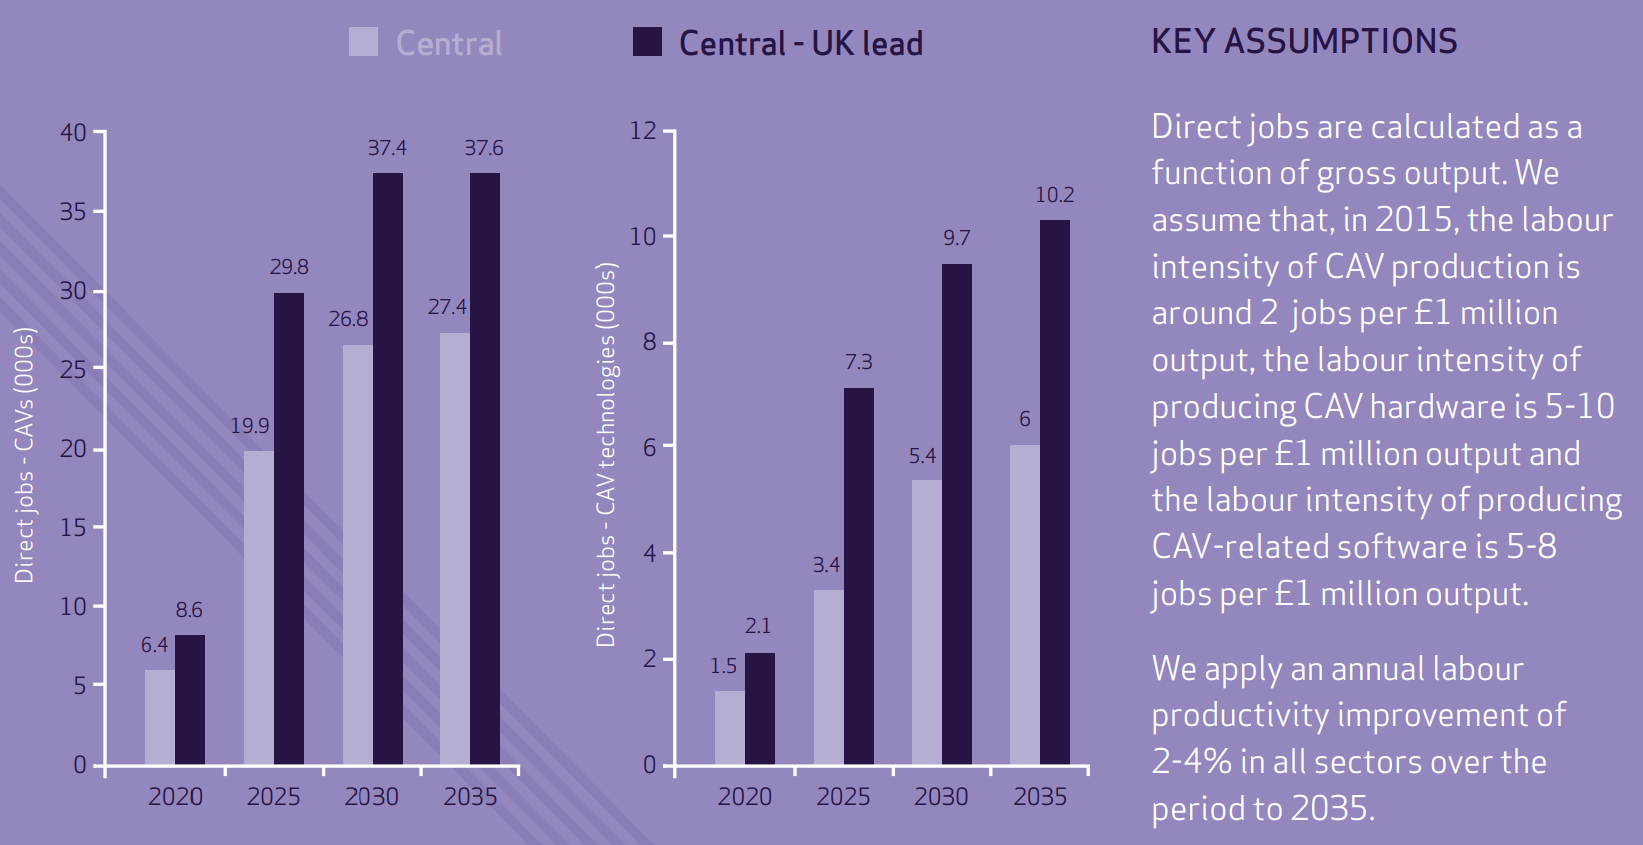 Central
Central - UK lead
KEY ASSUMPTIONS
Direct jobs - CAVs (000s)
40
35
30
25
20
15
10
5
0
6.4
8.6
19.9
29.8
26.8
37.4
27.4
37.6
2020
2025
2030
2035
Direct jobs - CAV technologies (000s)
12
10
8
6
4
2
0
1.5
2.1
3.4
7.3
5.4
9.7
6
10.2
2020
2025
2030
2035
Direct jobs are calculated as a
function of gross output. We
assume that, in 2015, the labour
intensity of CAV production is
around 2 jobs per £1 million
output, the labour intensity of
producing CAV hardware is 5-10
jobs per £1 million output and
the labour intensity of producing
CAV-related software is 5-8
jobs per £1 million output.
We apply an annual labour
productivity improvement of
2-4% in all sectors over the
period to 2035.